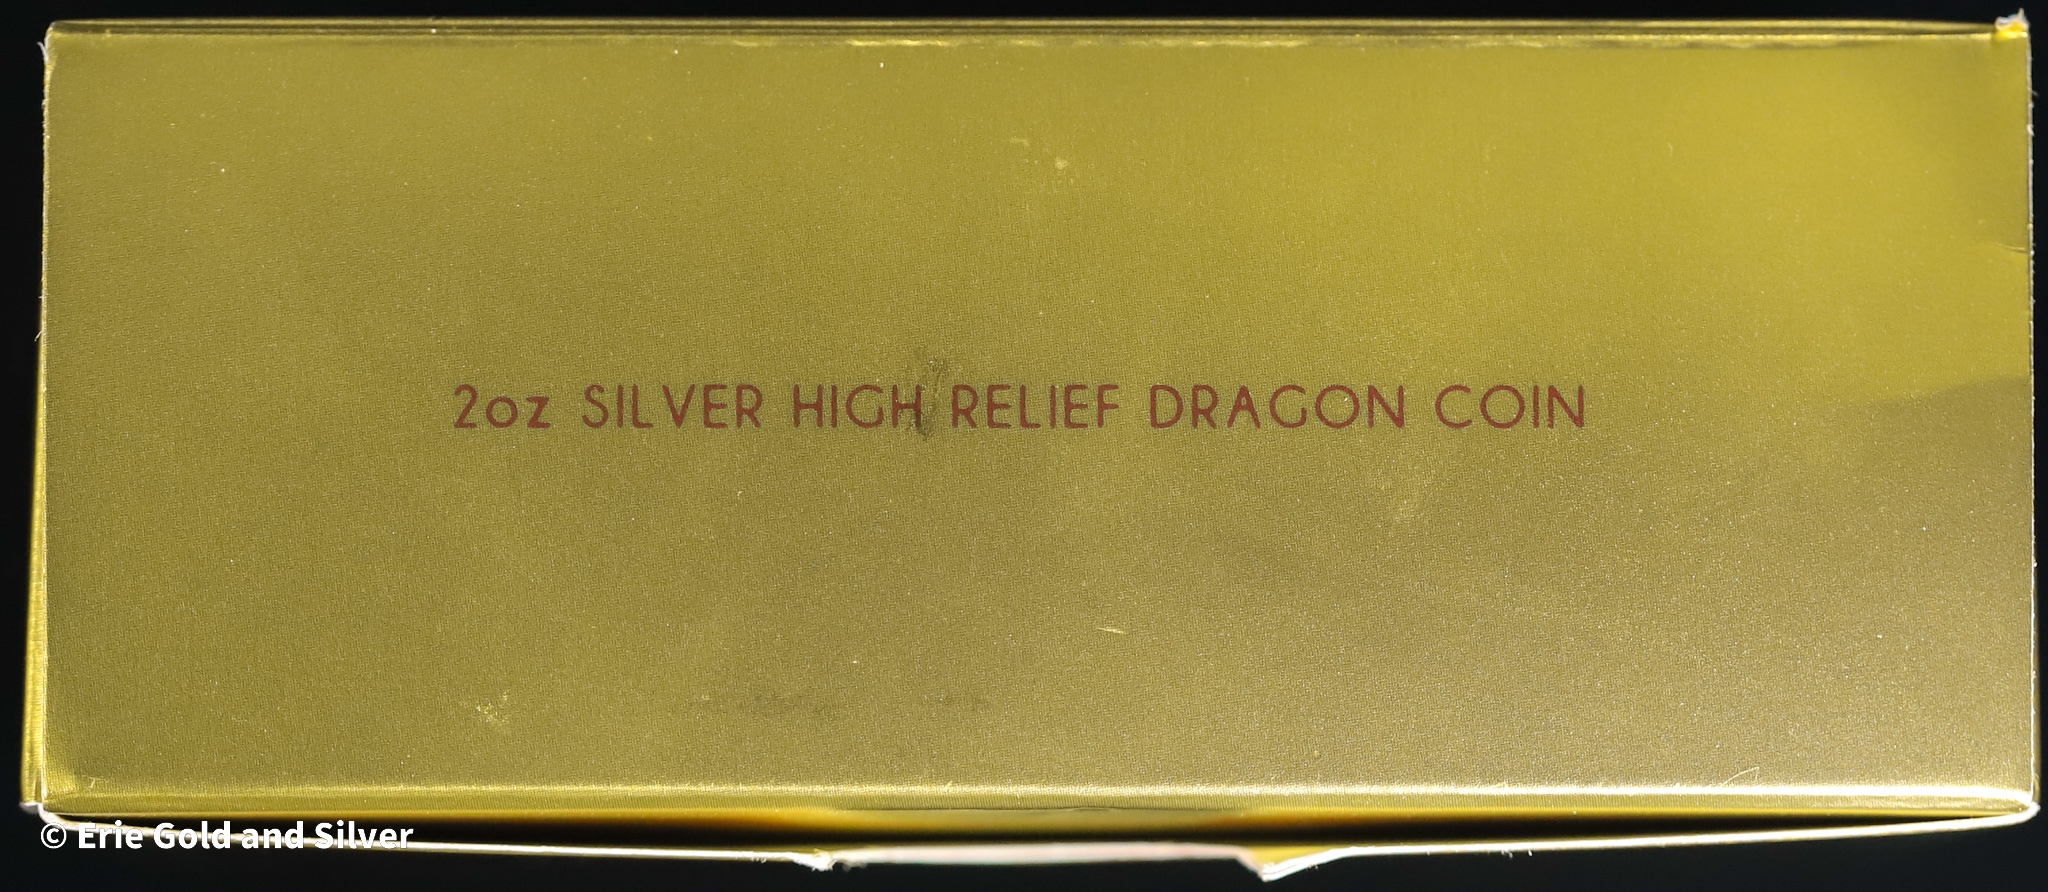 2oz SILVER HIGH RELIEF DRAGON COIN
© Erie Gold and Silver